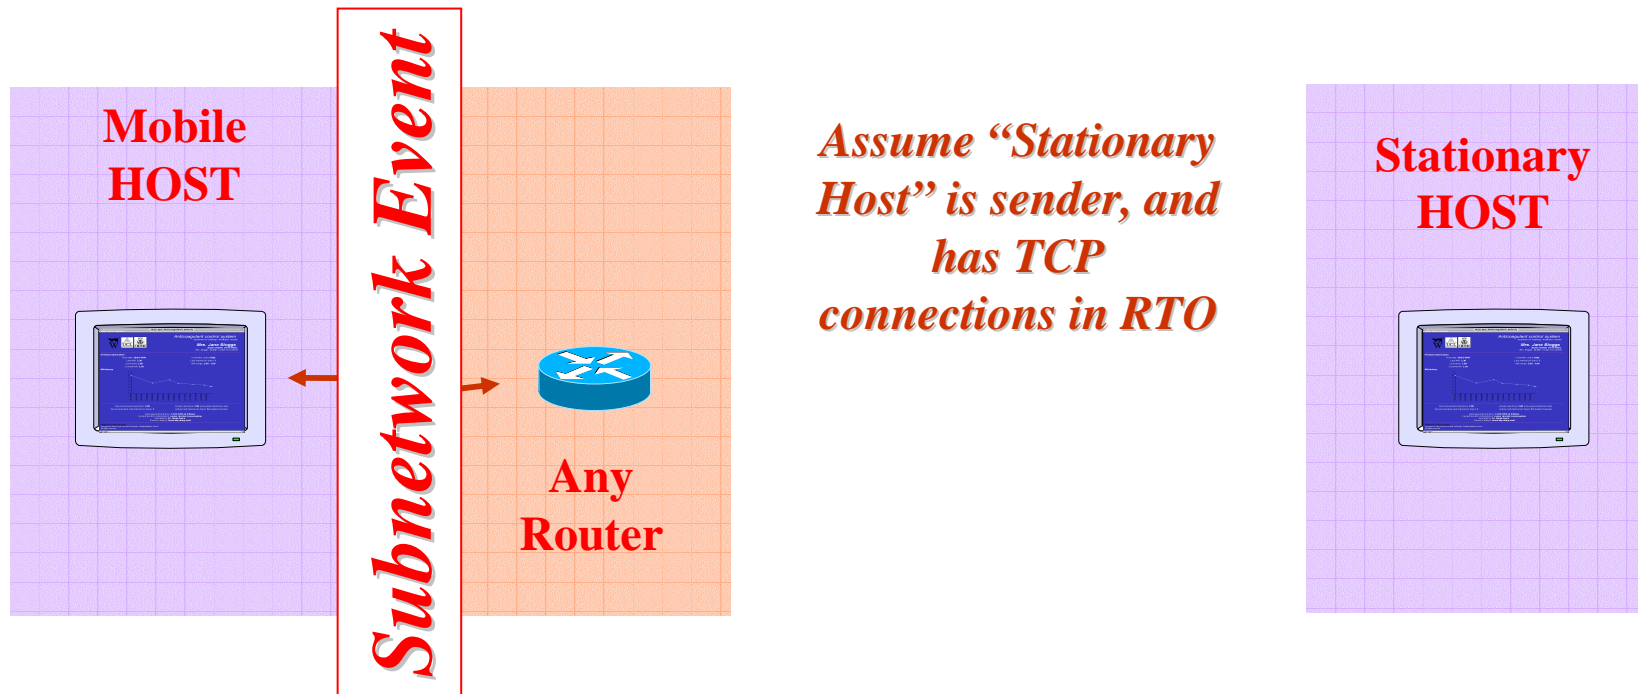 Mobile
HOST
Subnetwork Event
Any
Router
Assume “Stationary
Host” is sender, and
has TCP
connections in RTO
Stationary
HOST